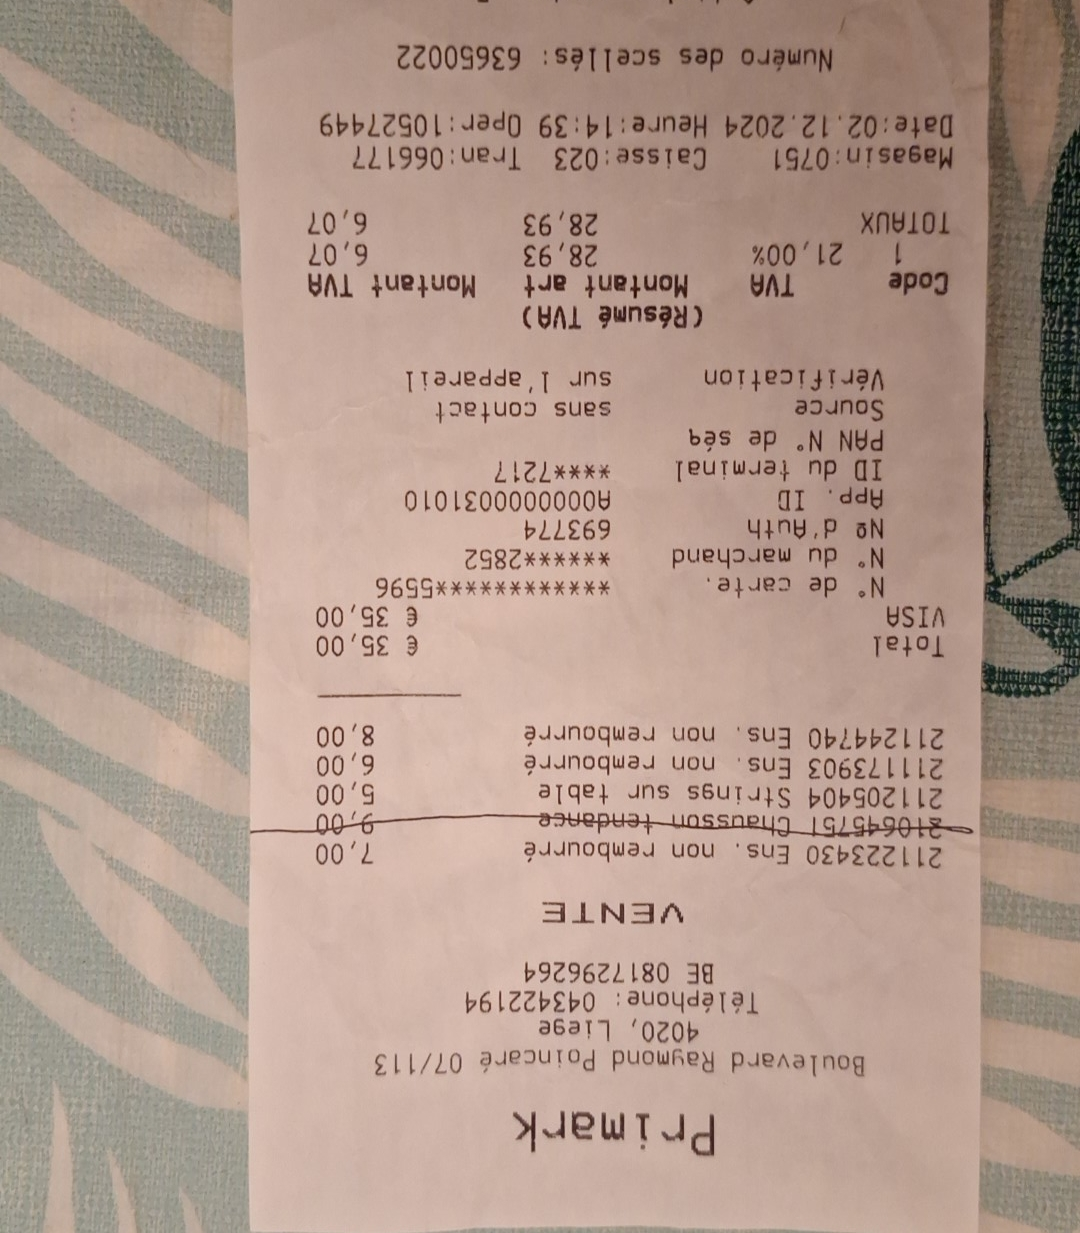 Primark
Boulevard Raymond Poincaré 07/113
4020, Liege
Téléphone: 043422194
BE 0817296264
VENTE
211223430 Ens. non rembourré 7,00
210645751 Chausson tendance 9,00
211205404 Strings sur table 5,00
211173903 Ens. non rembourré 6,00
211244740 Ens. non rembourré 8,00
Total € 35,00
VISA € 35,00
N° de carte. ************5596
N° du marchand ******2852
Nº d'Auth 693774
App. ID A0000000031010
ID du terminal ****7217
PAN N° de séq
Source sans contact
Vérification sur l'appareil
(Résumé TVA)
Code TVA Montant art Montant TVA
1 21,00% 28,93 6,07
TOTAUX 28,93 6,07
Magasin:0751 Caisse:023 Tran:066177
Date:02.12.2024 Heure:14:39 Oper:10527449
Numéro des scellés: 63650022